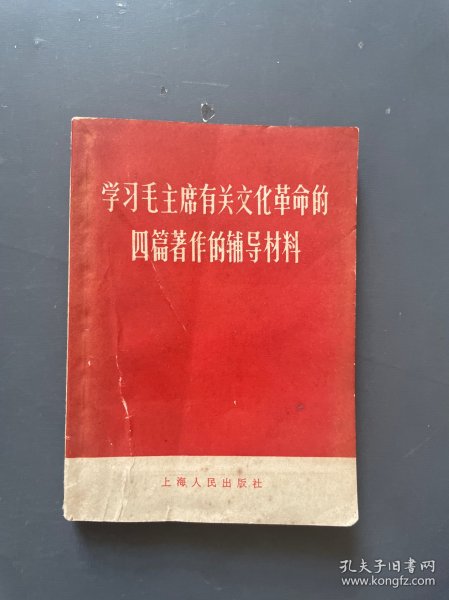 学习毛主席有关文化革命的
四篇著作的辅导材料
上海人民出版社
孔夫子旧书网
www.kongfz.com